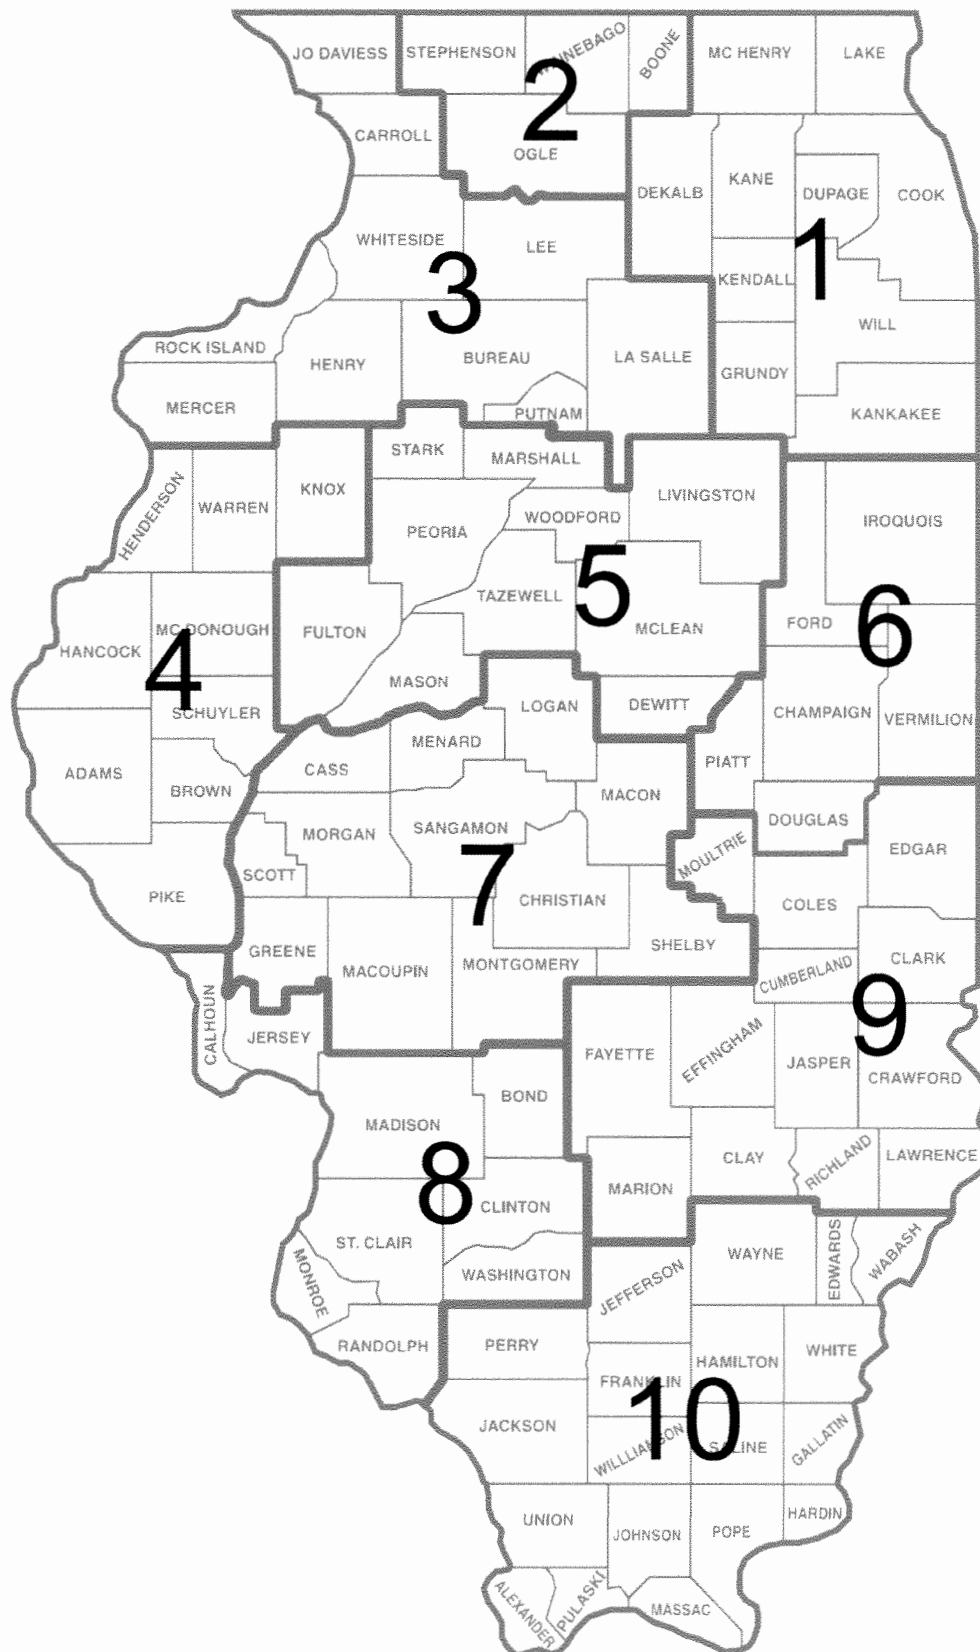 JO DAVIESS
STEPHENSON
WINNEBAGO
BOONE
MC HENRY
LAKE
2
CARROLL
OGLE
DEKALB
KANE
DUPAGE
COOK
WHITESIDE
LEE
1
3
KENDALL
ROCK ISLAND
HENRY
BUREAU
LA SALLE
WILL
GRUNDY
MERCER
PUTNAM
KANKAKEE
STARK
MARSHALL
HENDERSON
WARREN
KNOX
LIVINGSTON
PEORIA
WOODFORD
IROQUOIS
5
TAZEWELL
MCLEAN
FORD
6
HANCOCK
MC DONOUGH
FULTON
4
MASON
SCHUYLER
LOGAN
DEWITT
CHAMPAIGN
VERMILION
MENARD
ADAMS
CASS
PIATT
BROWN
MACON
MORGAN
SANGAMON
DOUGLAS
MOULTRIE
EDGAR
SCOTT
7
PIKE
CHRISTIAN
COLES
GREENE
MACOUPIN
MONTGOMERY
SHELBY
CUMBERLAND
CLARK
9
CALHOUN
JERSEY
FAYETTE
EFFINGHAM
JASPER
CRAWFORD
BOND
MADISON
CLAY
RICHLAND
LAWRENCE
8
MARION
CLINTON
ST. CLAIR
WASHINGTON
MONROE
JEFFERSON
WAYNE
EDWARDS
WABASH
RANDOLPH
PERRY
HAMILTON
WHITE
FRANKLIN
10
JACKSON
WILLLIAMSON
SALINE
GALLATIN
UNION
JOHNSON
POPE
HARDIN
ALEXANDER
PULASKI
MASSAC